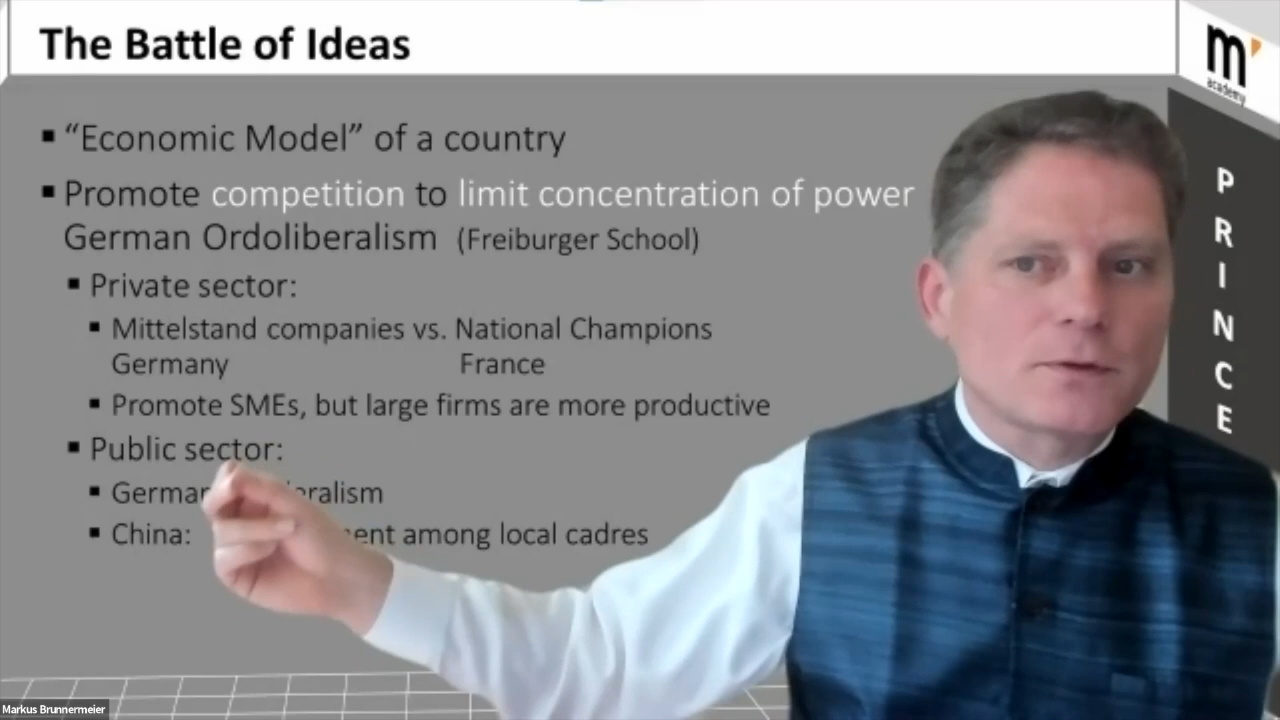 The Battle of Ideas
m'
academy
▪ “Economic Model” of a country
▪ Promote competition to limit concentration of power
German Ordoliberalism (Freiburger School)
▪ Private sector:
▪ Mittelstand companies vs. National Champions
Germany France
▪ Promote SMEs, but large firms are more productive
▪ Public sector:
▪ China: among local cadres
PRINCE
Markus Brunnermeier